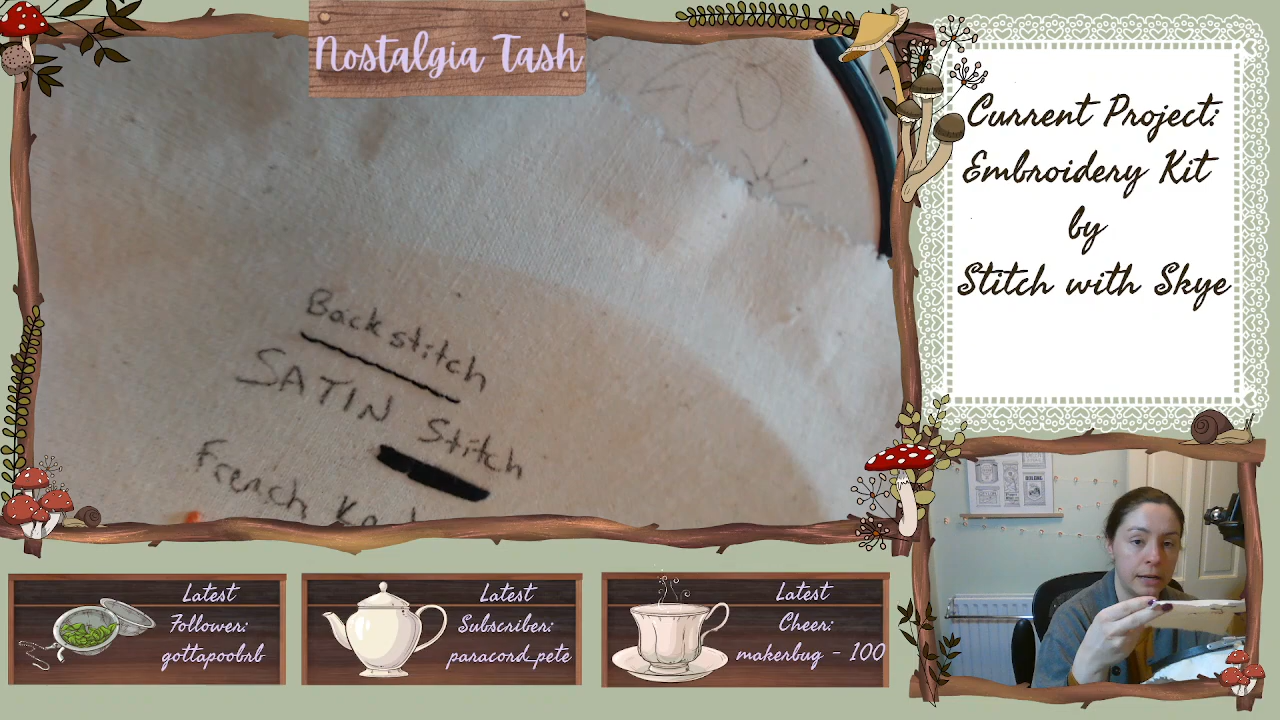 Nostalgia Tash
Current Project:
Embroidery Kit
by
Stitch with Skye
Backstitch
SATIN Stitch
French
Latest
Follower:
gottapoobrb
Latest
Subscriber:
paracord_pete
Latest
Cheer:
makerbug - 100